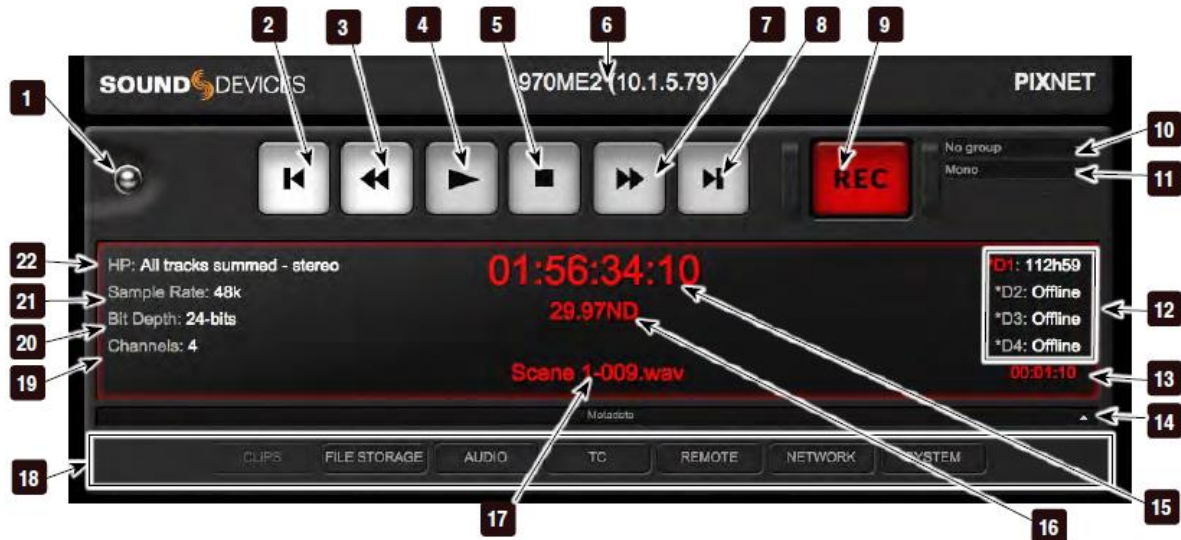 2 3 4 5 6 7 8 9
SOUND DEVICES 970ME2 (10.1.5.79) PIXNET
1
No group 10
Mono 11
REC
22 HP: All tracks summed - stereo
01:56:34:10
*D1: 112h59
21 Sample Rate: 48k
*D2: Offline
29.97ND
20 Bit Depth: 24-bits
*D3: Offline
12
19 Channels: 4
*D4: Offline
Scene 1-009.wav
00:01:10 13
Metadata 14
18 CLIPS FILE STORAGE AUDIO TC REMOTE NETWORK SYSTEM
17 16 15